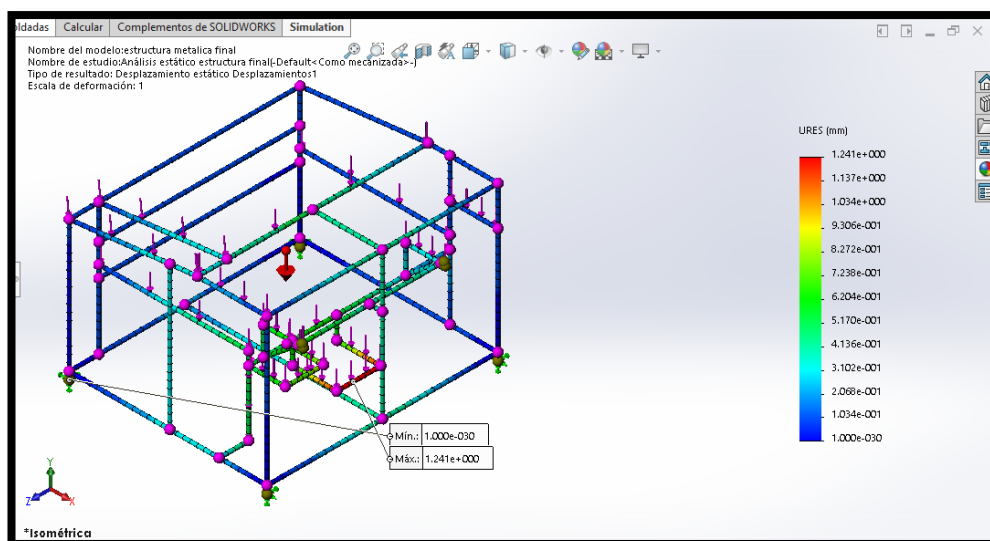 oldadas Calcular Complementos de SOLIDWORKS Simulation
Nombre del modelo:estructura metalica final
Nombre de estudio:Análisis estático estructura final(-Default<Como mecanizada>-)
Tipo de resultado: Desplazamiento estático Desplazamientos1
Escala de deformación: 1
URES (mm)
1.241e+000
1.137e+000
1.034e+000
9.306e-001
8.272e-001
7.238e-001
6.204e-001
5.170e-001
4.136e-001
3.102e-001
2.068e-001
1.034e-001
1.000e-030
Mín.: 1.000e-030
Máx.: 1.241e+000
Y
Z X
*Isométrica